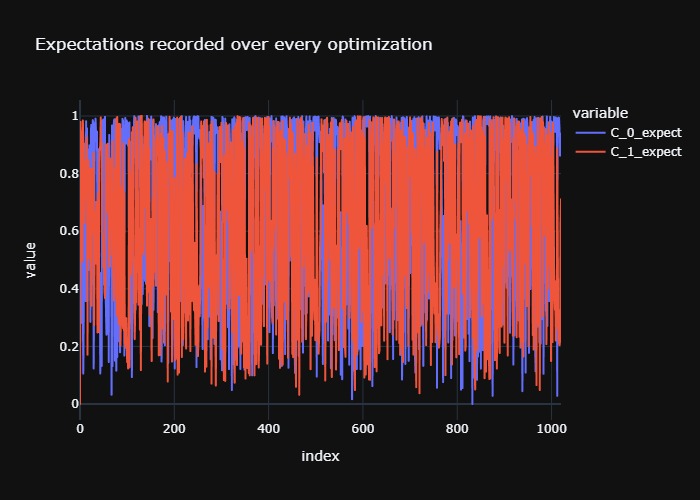 Expectations recorded over every optimization
variable
C_0_expect
C_1_expect
1
0.8
0.6
0.4
0.2
0
value
0
200
400
600
800
1000
index